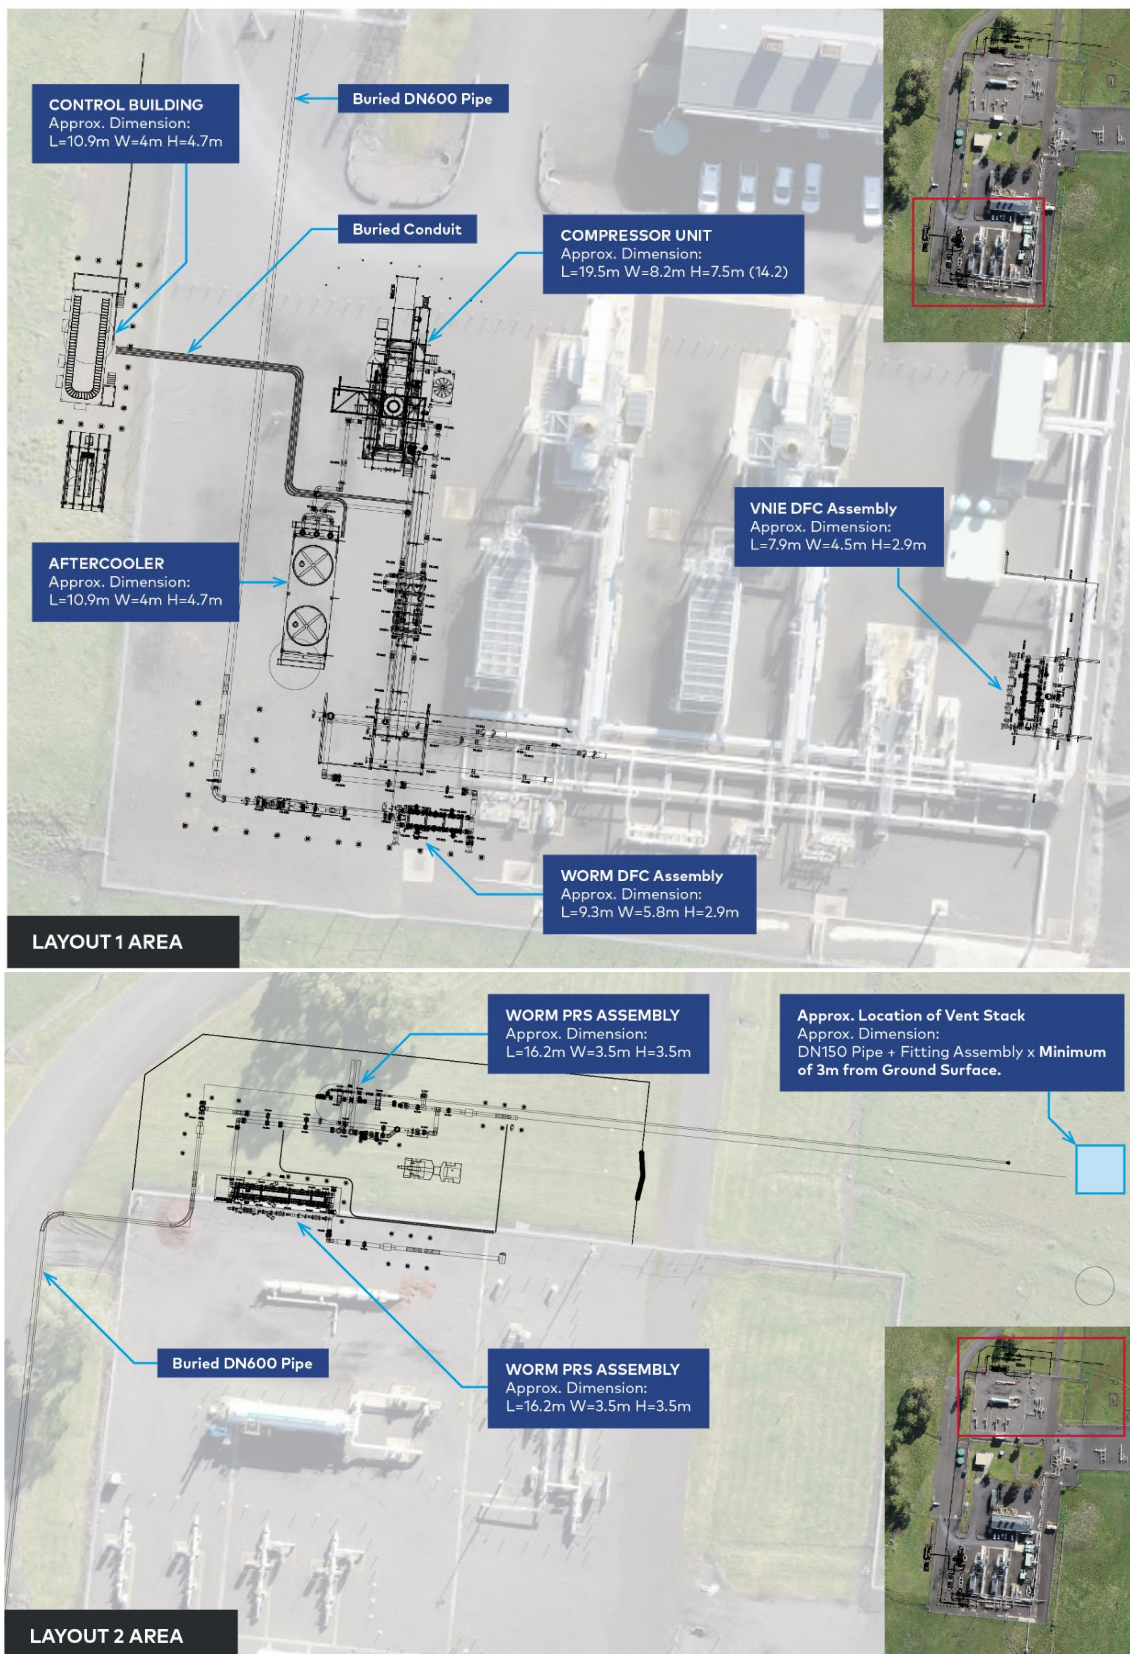 CONTROL BUILDING
Approx. Dimension:
L=10.9m W=4m H=4.7m
Buried DN600 Pipe
Buried Conduit
COMPRESSOR UNIT
Approx. Dimension:
L=19.5m W=8.2m H=7.5m (14.2)
VNIE DFC Assembly
Approx. Dimension:
L=7.9m W=4.5m H=2.9m
AFTERCOOLER
Approx. Dimension:
L=10.9m W=4m H=4.7m
WORM DFC Assembly
Approx. Dimension:
L=9.3m W=5.8m H=2.9m
LAYOUT 1 AREA
WORM PRS ASSEMBLY
Approx. Dimension:
L=16.2m W=3.5m H=3.5m
Approx. Location of Vent Stack
Approx. Dimension:
DN150 Pipe + Fitting Assembly x Minimum
of 3m from Ground Surface.
Buried DN600 Pipe
WORM PRS ASSEMBLY
Approx. Dimension:
L=16.2m W=3.5m H=3.5m
LAYOUT 2 AREA